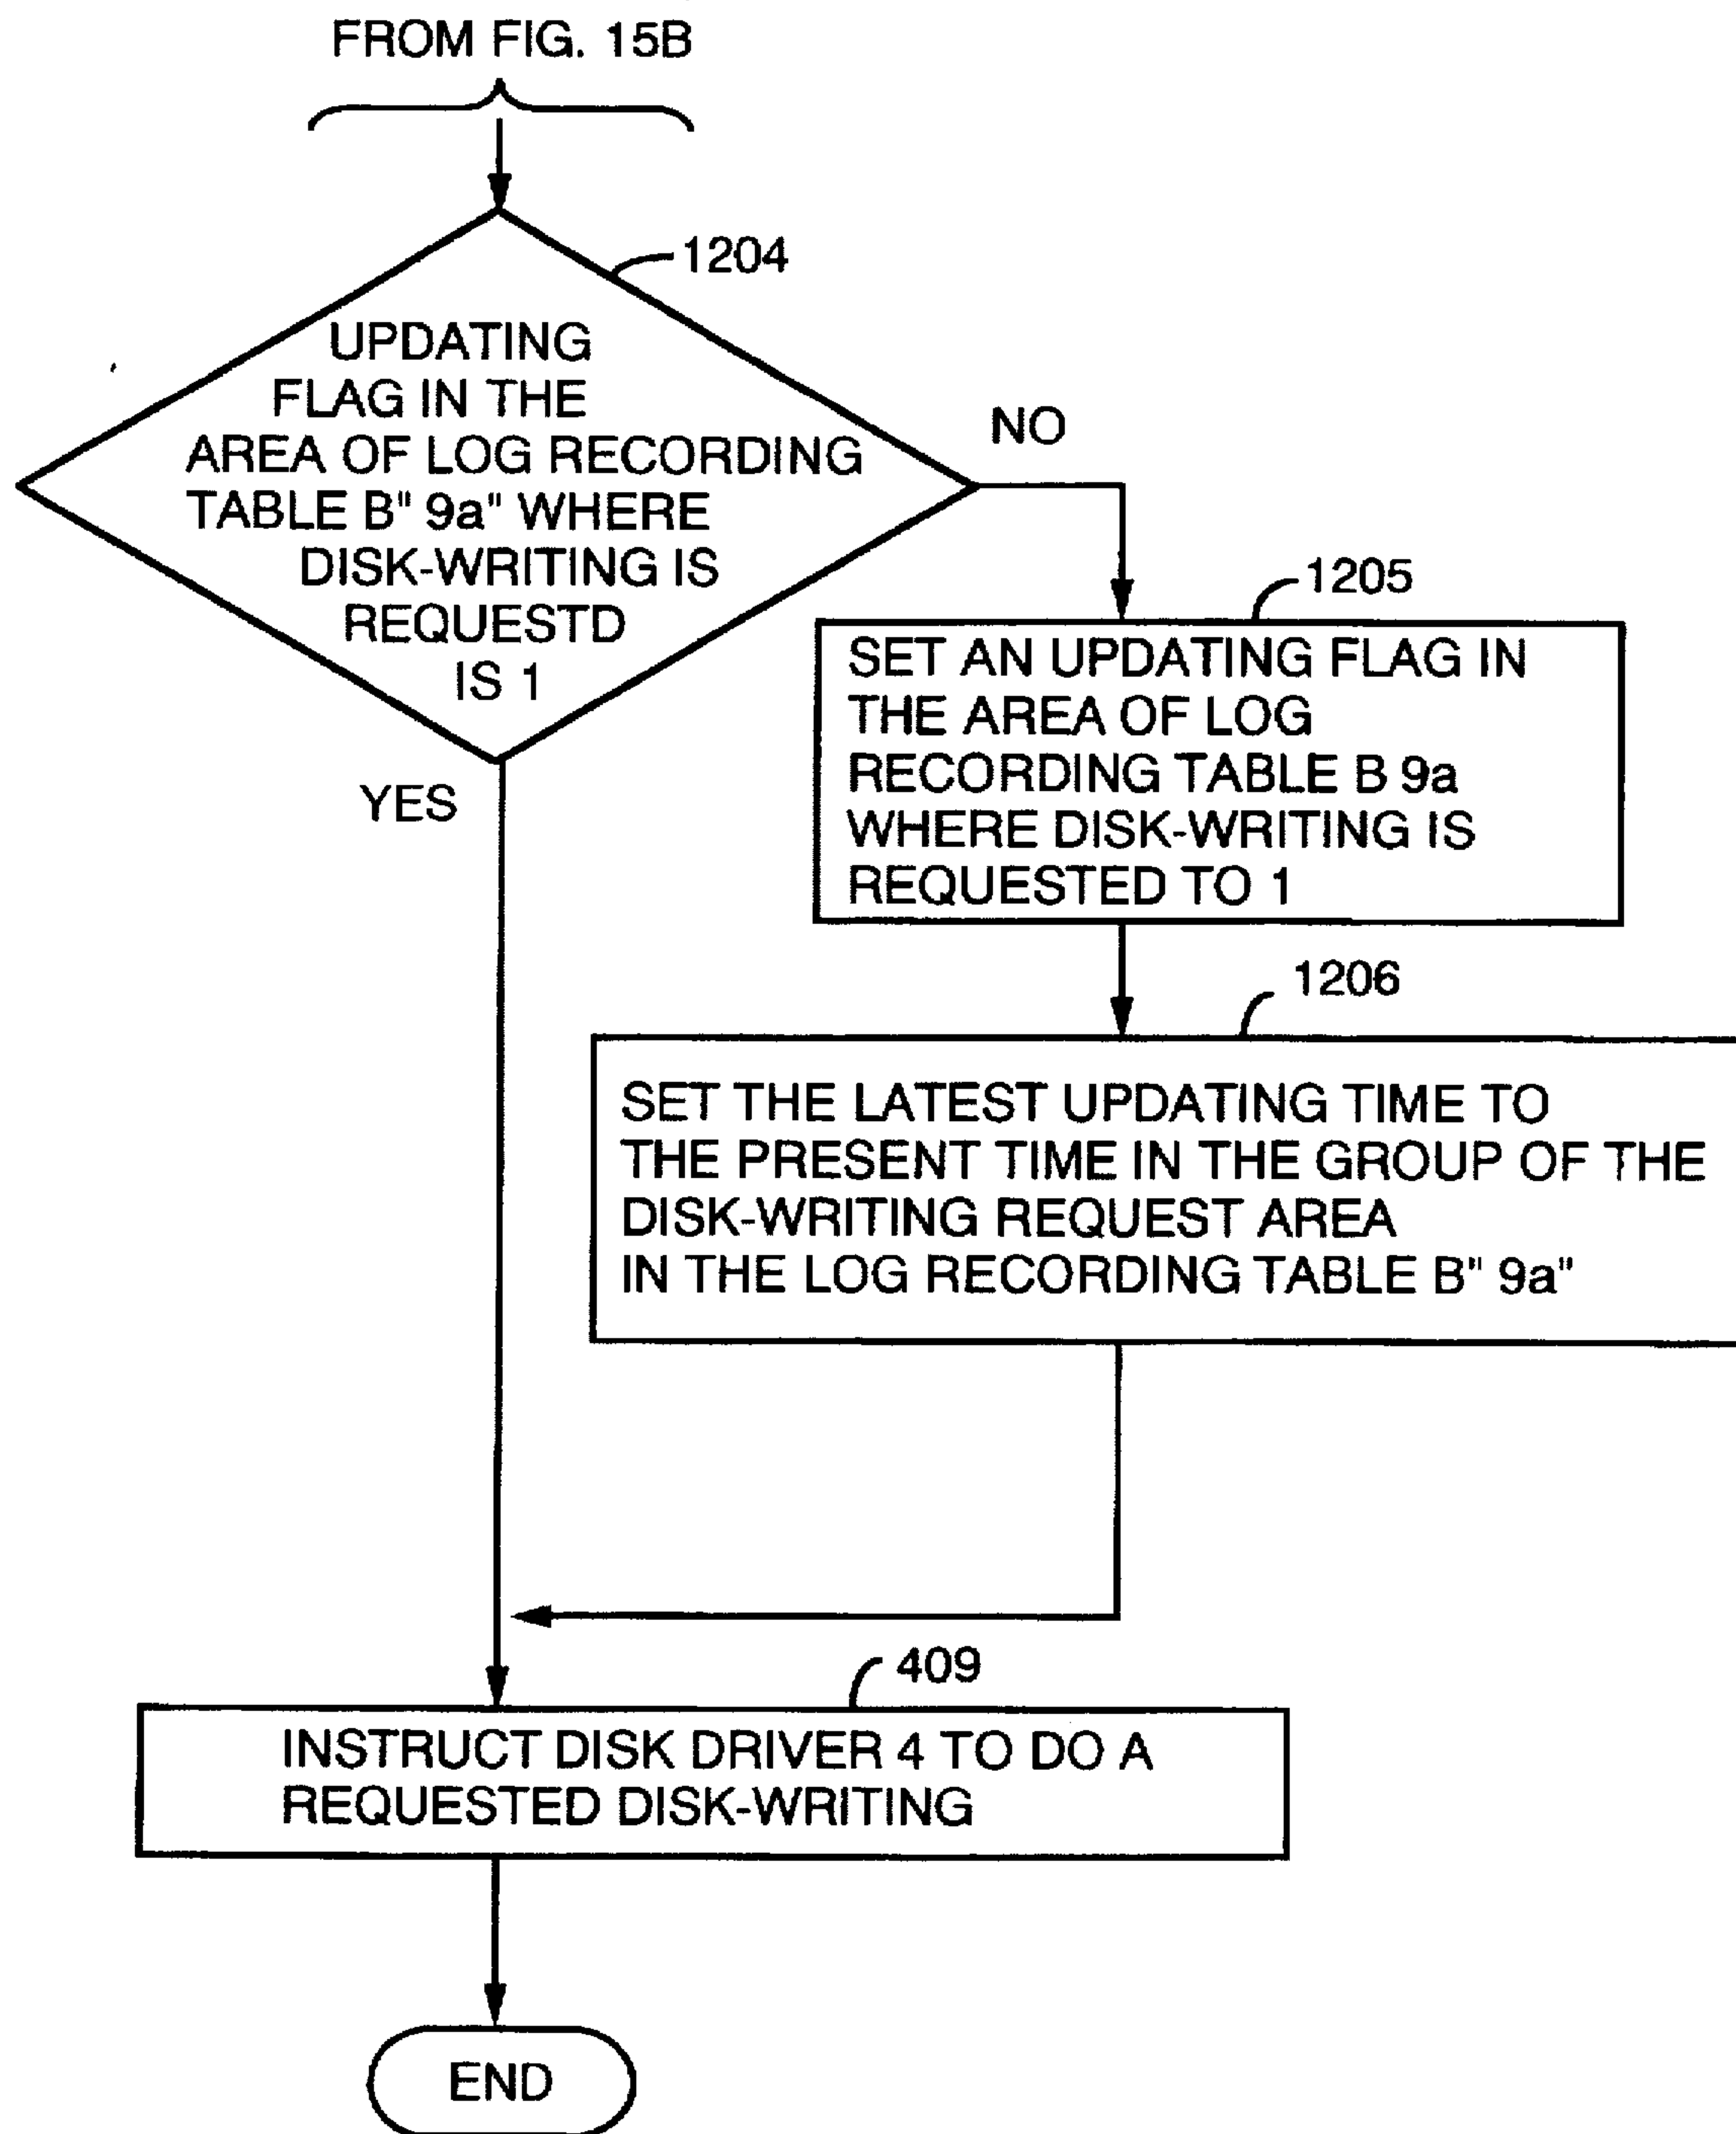 FROM FIG. 15B
1204
UPDATING
FLAG IN THE
AREA OF LOG RECORDING
TABLE B" 9a" WHERE
DISK-WRITING IS
REQUESTD
IS 1
NO
YES
1205
SET AN UPDATING FLAG IN
THE AREA OF LOG
RECORDING TABLE B 9a
WHERE DISK-WRITING IS
REQUESTED TO 1
1206
SET THE LATEST UPDATING TIME TO
THE PRESENT TIME IN THE GROUP OF THE
DISK-WRITING REQUEST AREA
IN THE LOG RECORDING TABLE B" 9a"
409
INSTRUCT DISK DRIVER 4 TO DO A
REQUESTED DISK-WRITING
END